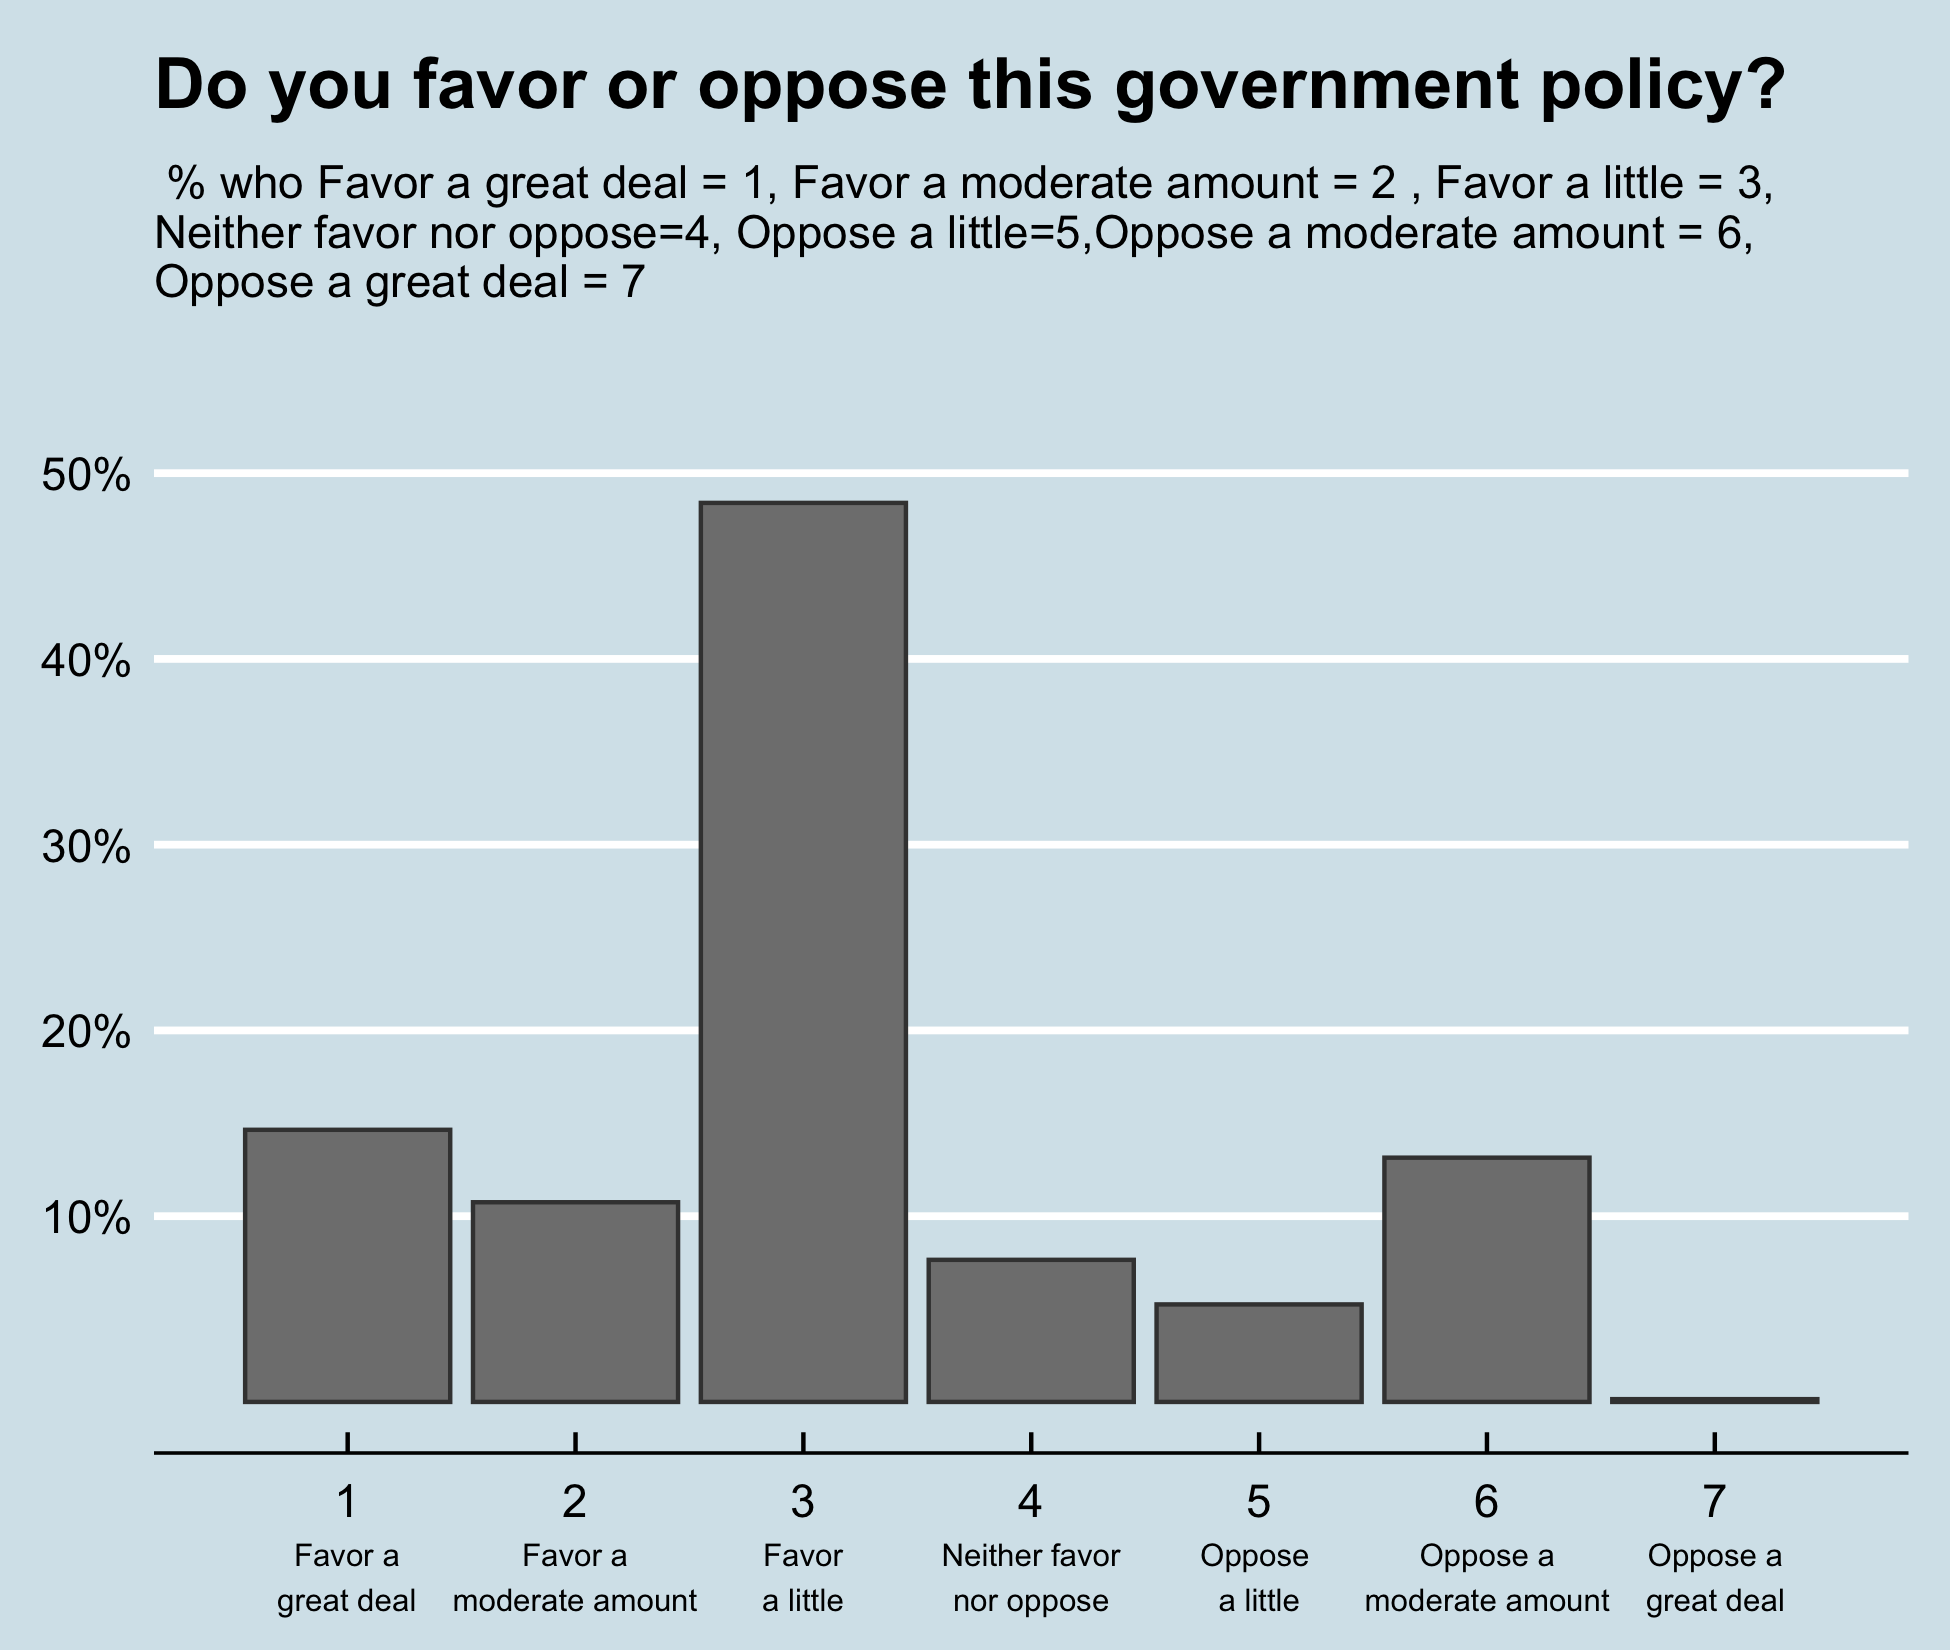 Do you favor or oppose this government policy?
% who Favor a great deal = 1, Favor a moderate amount = 2 , Favor a little = 3,
Neither favor nor oppose=4, Oppose a little=5,Oppose a moderate amount = 6,
Oppose a great deal = 7
50%
40%
30%
20%
10%
1 2 3 4 5 6 7
Favor a Favor a Favor Neither favor Oppose Oppose a Oppose a
great deal moderate amount a little nor oppose a little moderate amount great deal